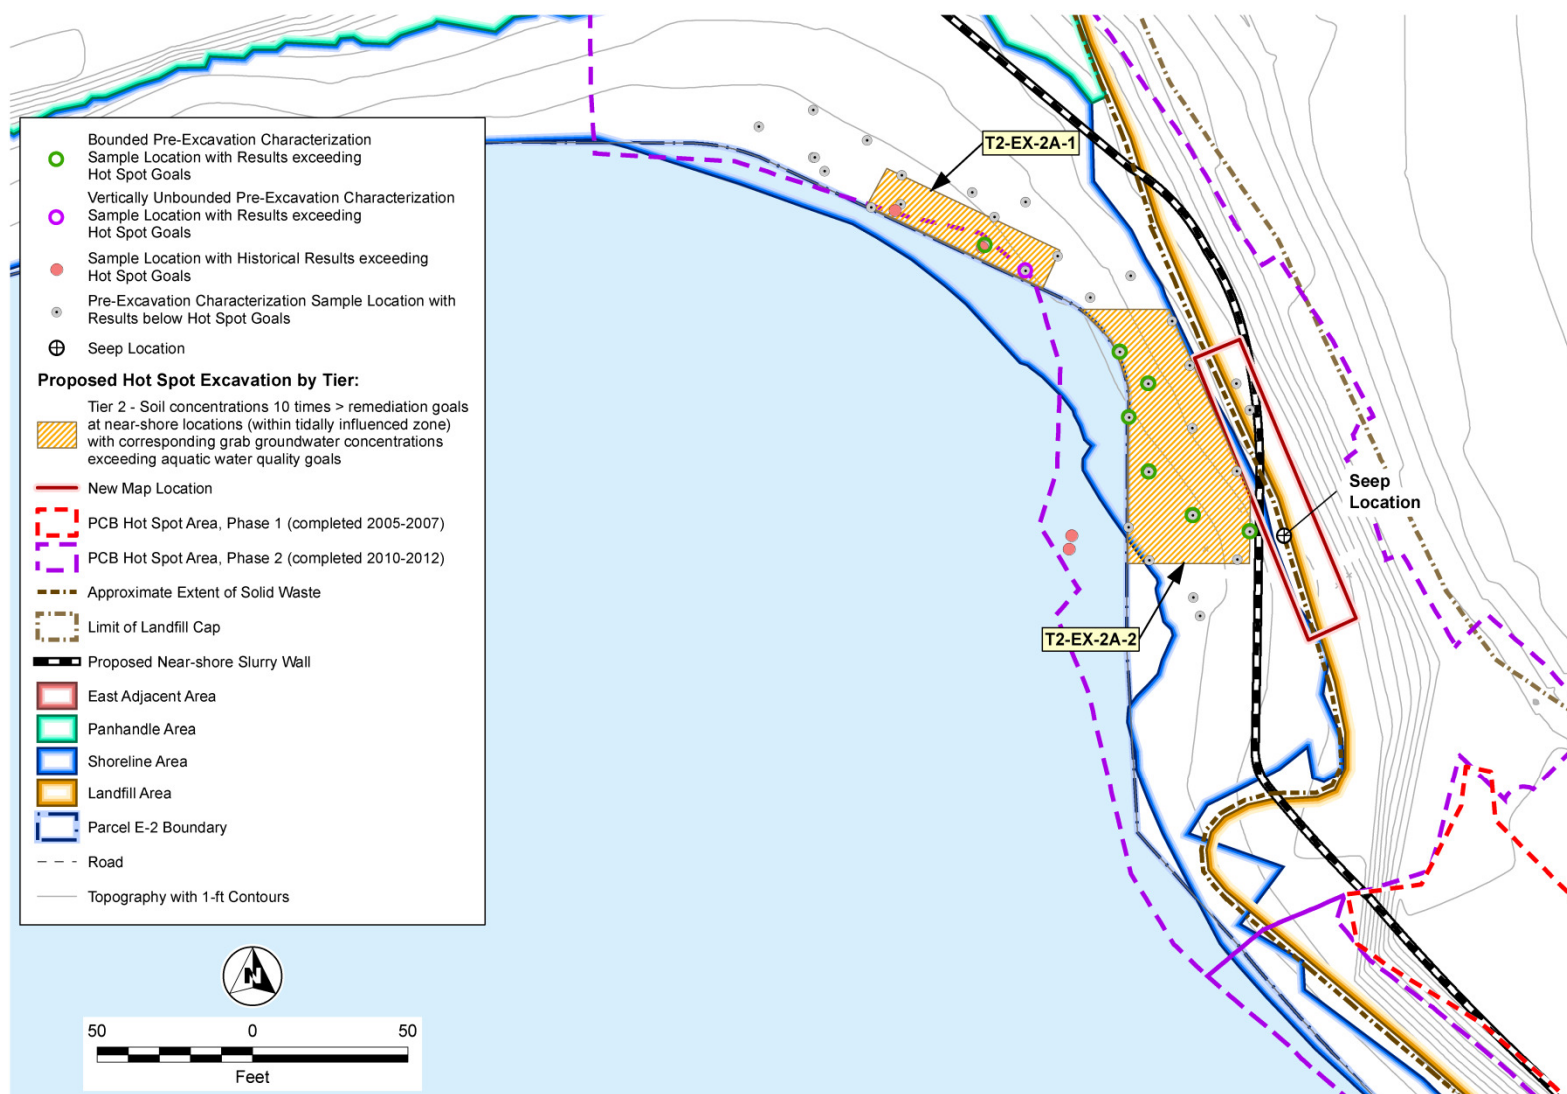 Bounded Pre-Excavation Characterization
Sample Location with Results exceeding
Hot Spot Goals
Vertically Unbounded Pre-Excavation Characterization
Sample Location with Results exceeding
Hot Spot Goals
Sample Location with Historical Results exceeding
Hot Spot Goals
Pre-Excavation Characterization Sample Location with
Results below Hot Spot Goals
Seep Location
Proposed Hot Spot Excavation by Tier:
Tier 2 - Soil concentrations 10 times > remediation goals
at near-shore locations (within tidally influenced zone)
with corresponding grab groundwater concentrations
exceeding aquatic water quality goals
New Map Location
PCB Hot Spot Area, Phase 1 (completed 2005-2007)
PCB Hot Spot Area, Phase 2 (completed 2010-2012)
Approximate Extent of Solid Waste
Limit of Landfill Cap
Proposed Near-shore Slurry Wall
East Adjacent Area
Panhandle Area
Shoreline Area
Landfill Area
Parcel E-2 Boundary
Road
Topography with 1-ft Contours
N
50 0 50
Feet
T2-EX-2A-1
Seep
Location
T2-EX-2A-2